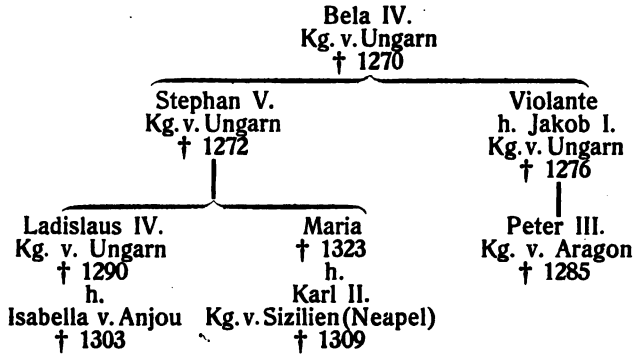 Bela IV.
Kg. v. Ungarn
† 1270
Stephan V.
Kg. v. Ungarn
† 1272
Violante
h. Jakob I.
Kg. v. Ungarn
† 1276
Ladislaus IV.
Kg. v. Ungarn
† 1290
h.
Isabella v. Anjou
† 1303
Maria
† 1323
h.
Karl II.
Kg. v. Sizilien (Neapel)
† 1309
Peter III.
Kg. v. Aragon
† 1285